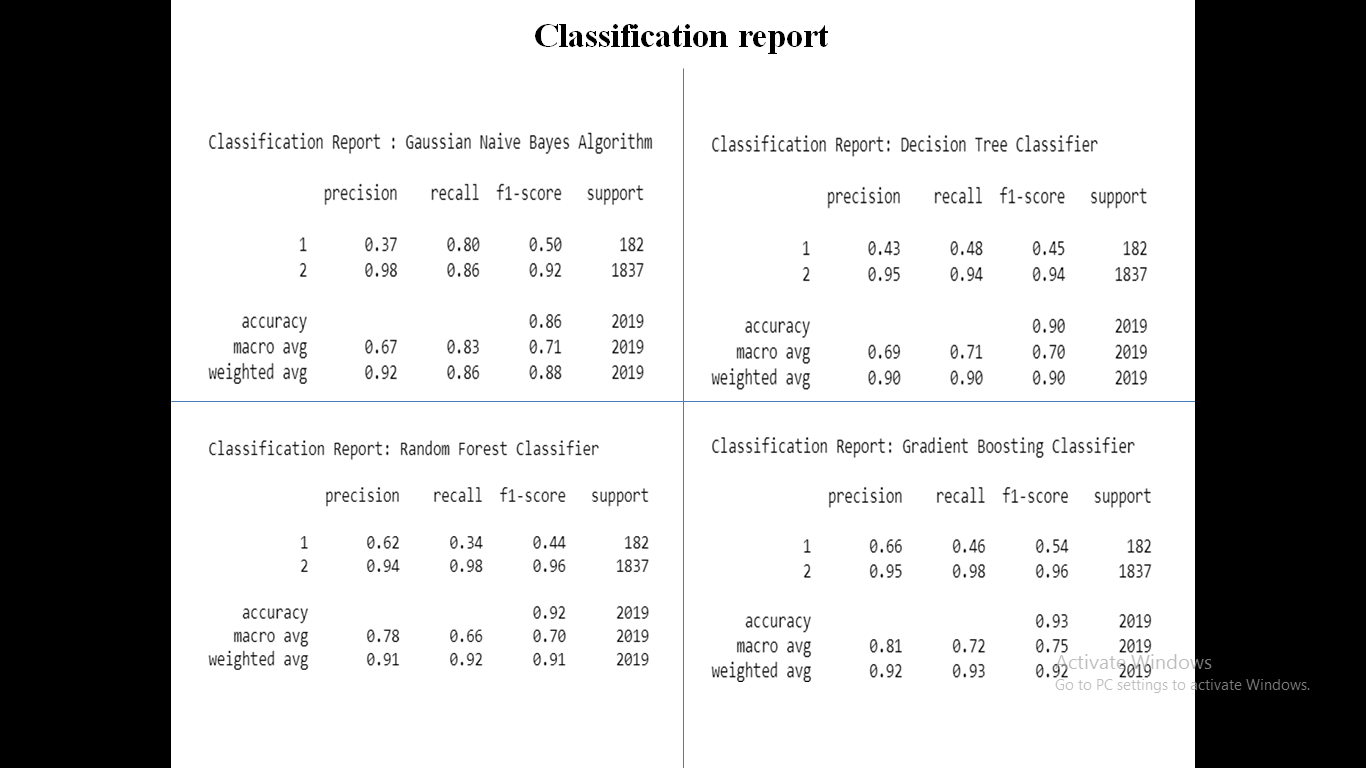 Classification report
Classification Report : Gaussian Naive Bayes Algorithm
precision recall f1-score support
1 0.37 0.80 0.50 182
2 0.98 0.86 0.92 1837
accuracy 0.86 2019
macro avg 0.67 0.83 0.71 2019
weighted avg 0.92 0.86 0.88 2019
Classification Report: Decision Tree Classifier
precision recall f1-score support
1 0.43 0.48 0.45 182
2 0.95 0.94 0.94 1837
accuracy 0.90 2019
macro avg 0.69 0.71 0.70 2019
weighted avg 0.90 0.90 0.90 2019
Classification Report: Random Forest Classifier
precision recall f1-score support
1 0.62 0.34 0.44 182
2 0.94 0.98 0.96 1837
accuracy 0.92 2019
macro avg 0.78 0.66 0.70 2019
weighted avg 0.91 0.92 0.91 2019
Classification Report: Gradient Boosting Classifier
precision recall f1-score support
1 0.66 0.46 0.54 182
2 0.95 0.98 0.96 1837
accuracy 0.93 2019
macro avg 0.81 0.72 0.75 2019
weighted avg 0.92 0.93 0.92 2019
Activate Windows
Go to PC settings to activate Windows.